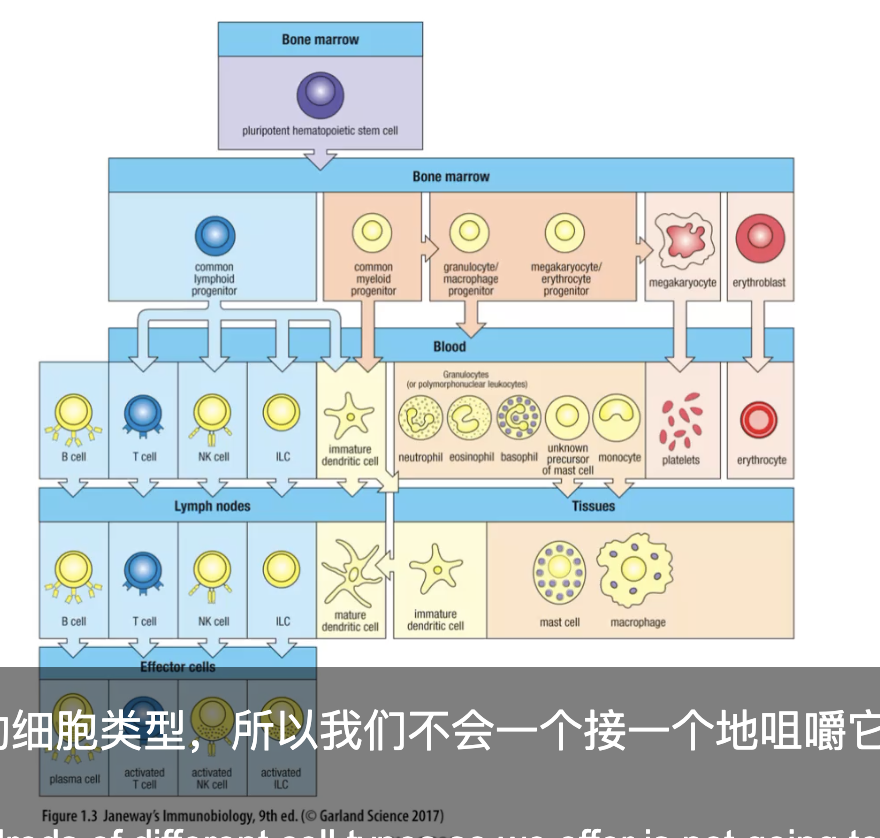 Bone marrow
pluripotent hematopoietic stem cell
Bone marrow
common
lymphoid
progenitor
common
myeloid
progenitor
granulocyte/
macrophage
progenitor
megakaryocyte/
erythrocyte
progenitor
megakaryocyte
erythroblast
Blood
Granulocytes
(or polymorphonuclear leukocytes)
B cell
T cell
NK cell
ILC
immature
dendritic cell
neutrophil
eosinophil
basophil
unknown
precursor
of mast cell
monocyte
platelets
erythrocyte
Lymph nodes
Tissues
B cell
T cell
NK cell
ILC
mature
dendritic cell
immature
dendritic cell
mast cell
macrophage
Effector cells
plasma cell
activated
T cell
activated
NK cell
activated
ILC
细胞类型，所以我们不会一个接一个地咀嚼它
Figure 1.3 Janeway's Immunobiology, 9th ed. (© Garland Science 2017)
of different cell types